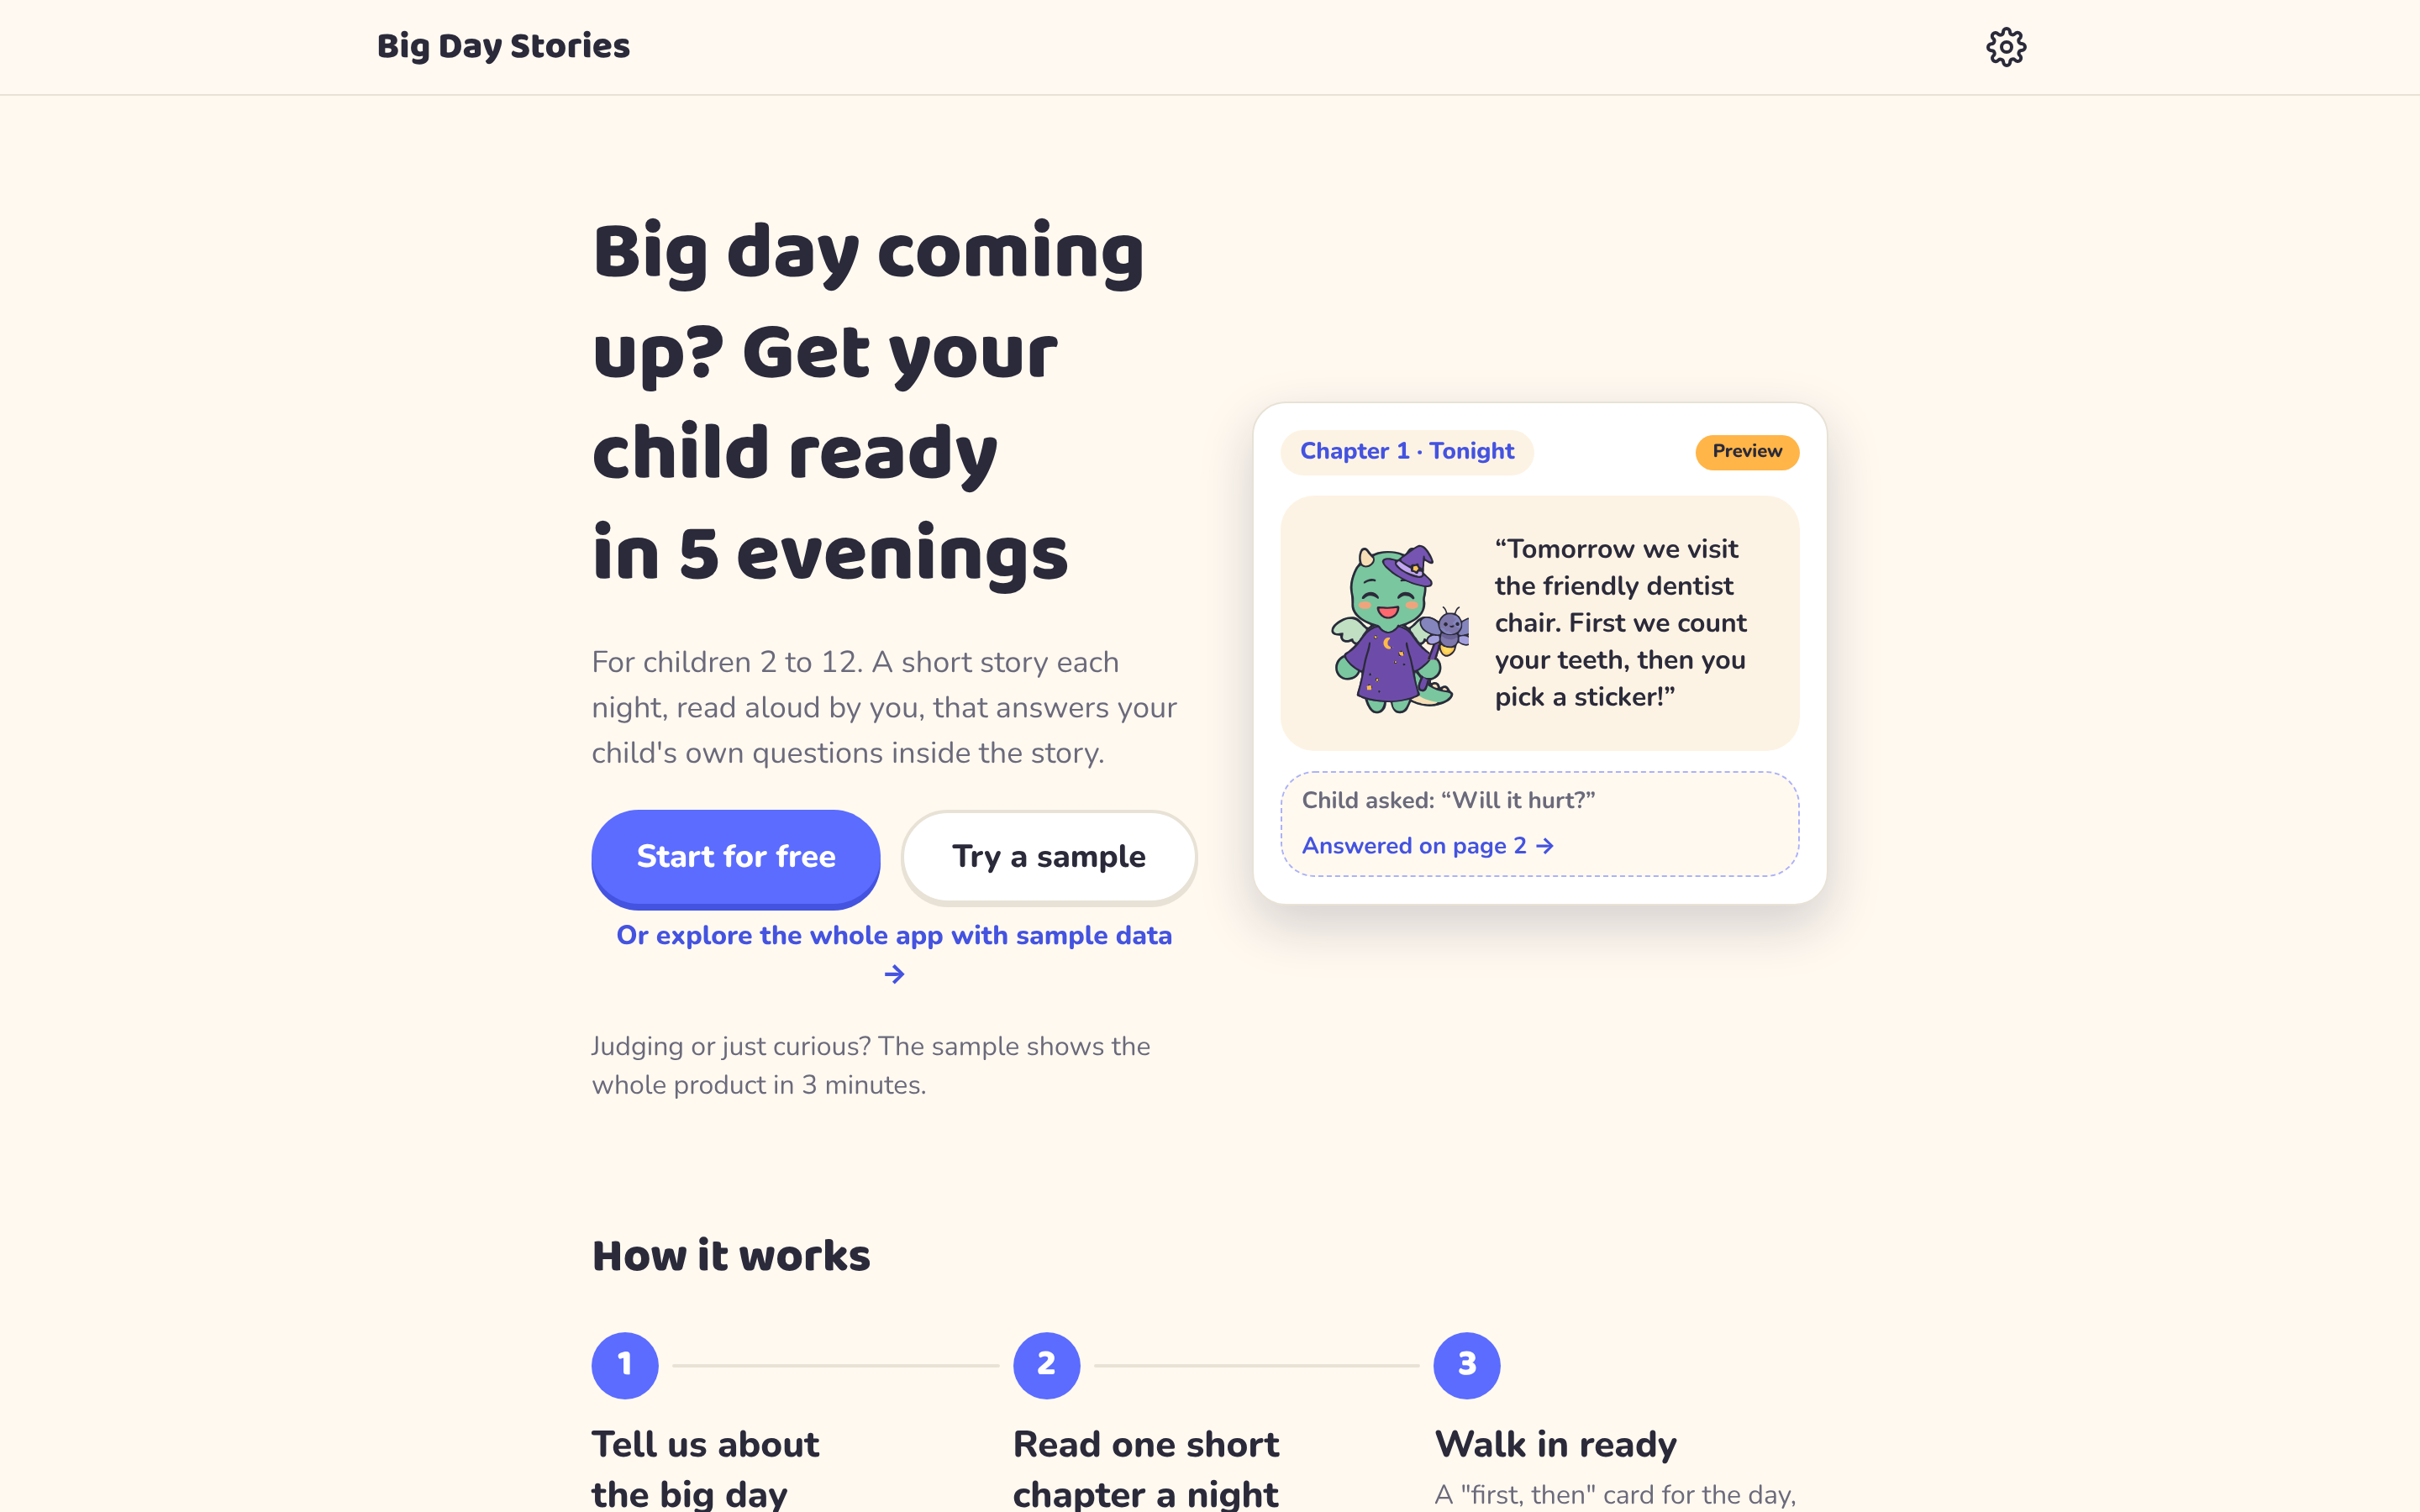 Big Day Stories
Big day coming
up? Get your
child ready
in 5 evenings
For children 2 to 12. A short story each
night, read aloud by you, that answers your
child's own questions inside the story.
Start for free
Try a sample
Or explore the whole app with sample data
→
Judging or just curious? The sample shows the
whole product in 3 minutes.
Chapter 1 · Tonight
Preview
“Tomorrow we visit
the friendly dentist
chair. First we count
your teeth, then you
pick a sticker!”
Child asked: “Will it hurt?”
Answered on page 2 →
How it works
1
2
3
Tell us about
the big day
Read one short
chapter a night
Walk in ready
A "first, then" card for the day,